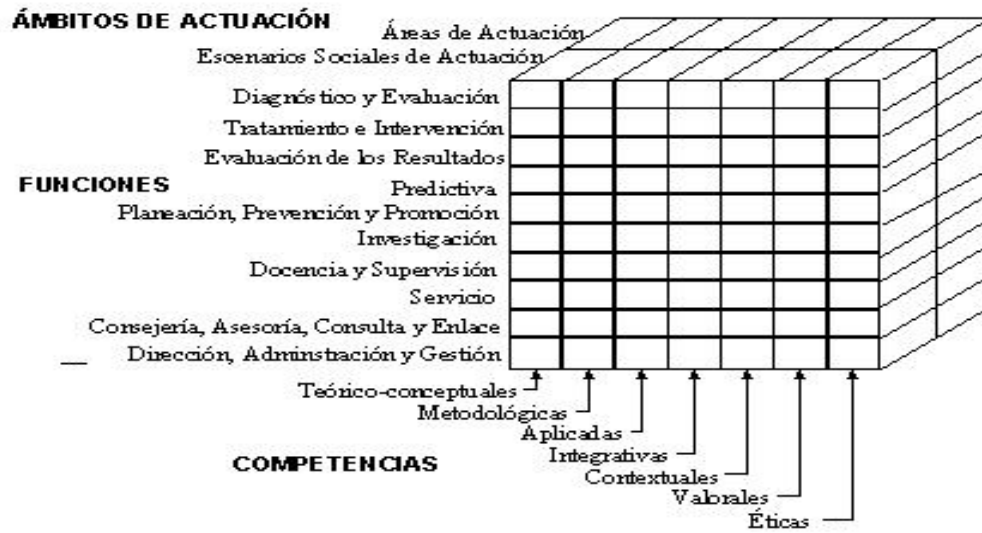 ÁMBITOS DE ACTUACIÓN
Áreas de Actuación
Escenarios Sociales de Actuación
Diagnóstico y Evaluación
Tratamiento e Intervención
Evaluación de los Resultados
FUNCIONES
Predictiva
Planeación, Prevención y Promoción
Investigación
Docencia y Supervisión
Servicio
Consejería, Asesoría, Consulta y Enlace
Dirección, Adminstración y Gestión
Teórico-conceptuales
Metodológicas
Aplicadas
Integrativas
COMPETENCIAS
Contextuales
Valorales
Éticas